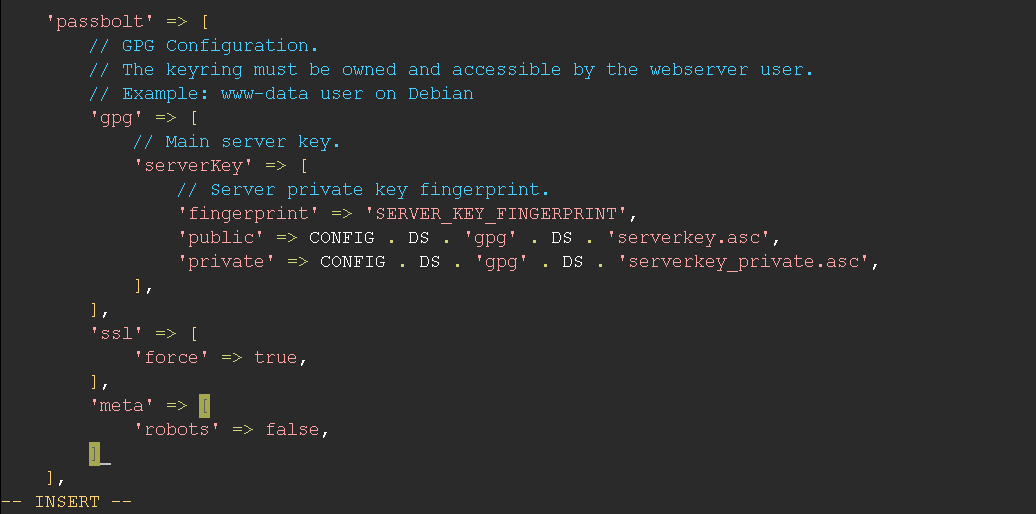 'passbolt' => [
// GPG Configuration.
// The keyring must be owned and accessible by the webserver user.
// Example: www-data user on Debian
'gpg' => [
// Main server key.
'serverKey' => [
// Server private key fingerprint.
'fingerprint' => 'SERVER_KEY_FINGERPRINT',
'public' => CONFIG . DS . 'gpg' . DS . 'serverkey.asc',
'private' => CONFIG . DS . 'gpg' . DS . 'serverkey_private.asc',
],
],
'ssl' => [
'force' => true,
],
'meta' => [
'robots' => false,
]
],
-- INSERT --